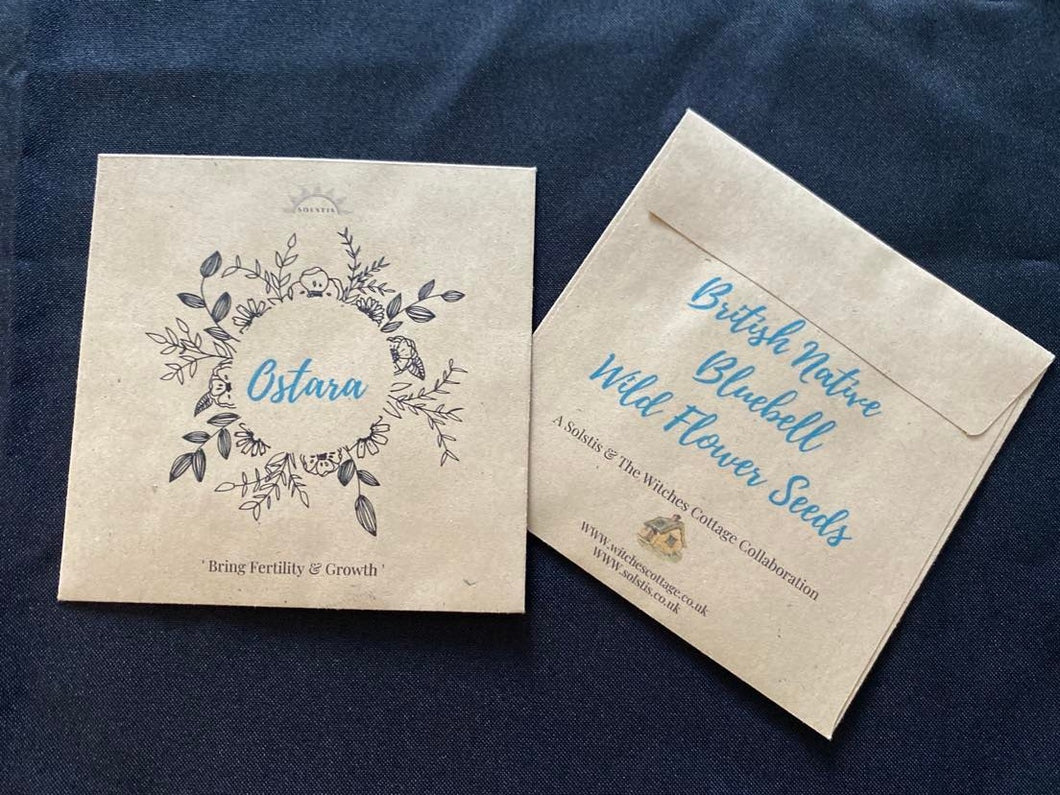 SOLSTIS
Ostara
' Bring Fertility & Growth '
British Native
Bluebell
Wild Flower Seeds
A Solstis & The Witches Cottage Collaboration
www.witchescottage.co.uk
www.solstis.co.uk